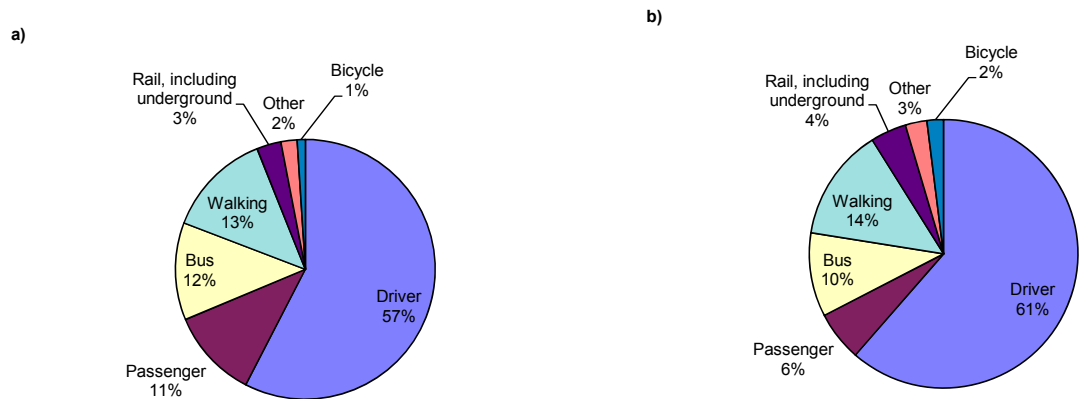 a)
Rail, including
underground
3%
Other
2%
Bicycle
1%
Walking
13%
Bus
12%
Driver
57%
Passenger
11%
b)
Rail, including
underground
4%
Other
3%
Bicycle
2%
Walking
14%
Bus
10%
Driver
61%
Passenger
6%